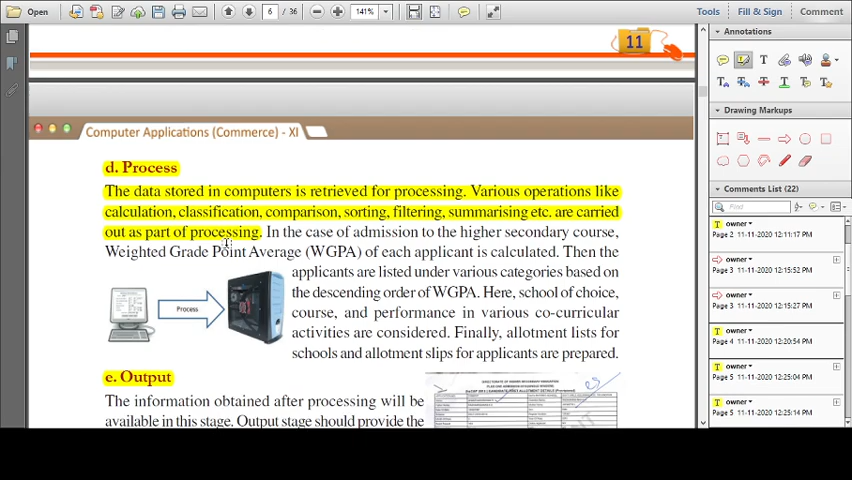 Open
6 / 36
141%
Tools
Fill & Sign
Comment
11
Annotations
Computer Applications (Commerce) - XI
d. Process
The data stored in computers is retrieved for processing. Various operations like
calculation, classification, comparison, sorting, filtering, summarising etc. are carried
out as part of processing. In the case of admission to the higher secondary course,
Weighted Grade Point Average (WGPA) of each applicant is calculated. Then the
applicants are listed under various categories based on
the descending order of WGPA. Here, school of choice,
course, and performance in various co-curricular
activities are considered. Finally, allotment lists for
schools and allotment slips for applicants are prepared.
Process
e. Output
The information obtained after processing will be
available in this stage. Output stage should provide the
Drawing Markups
Comments List (22)
Find
owner
Page 2 11-11-2020 12:11:17 PM
owner
Page 3 11-11-2020 12:15:52 PM
owner
Page 3 11-11-2020 12:15:27 PM
owner
Page 4 11-11-2020 12:20:54 PM
owner
Page 5 11-11-2020 12:25:04 PM
owner
Page 5 11-11-2020 12:25:14 PM